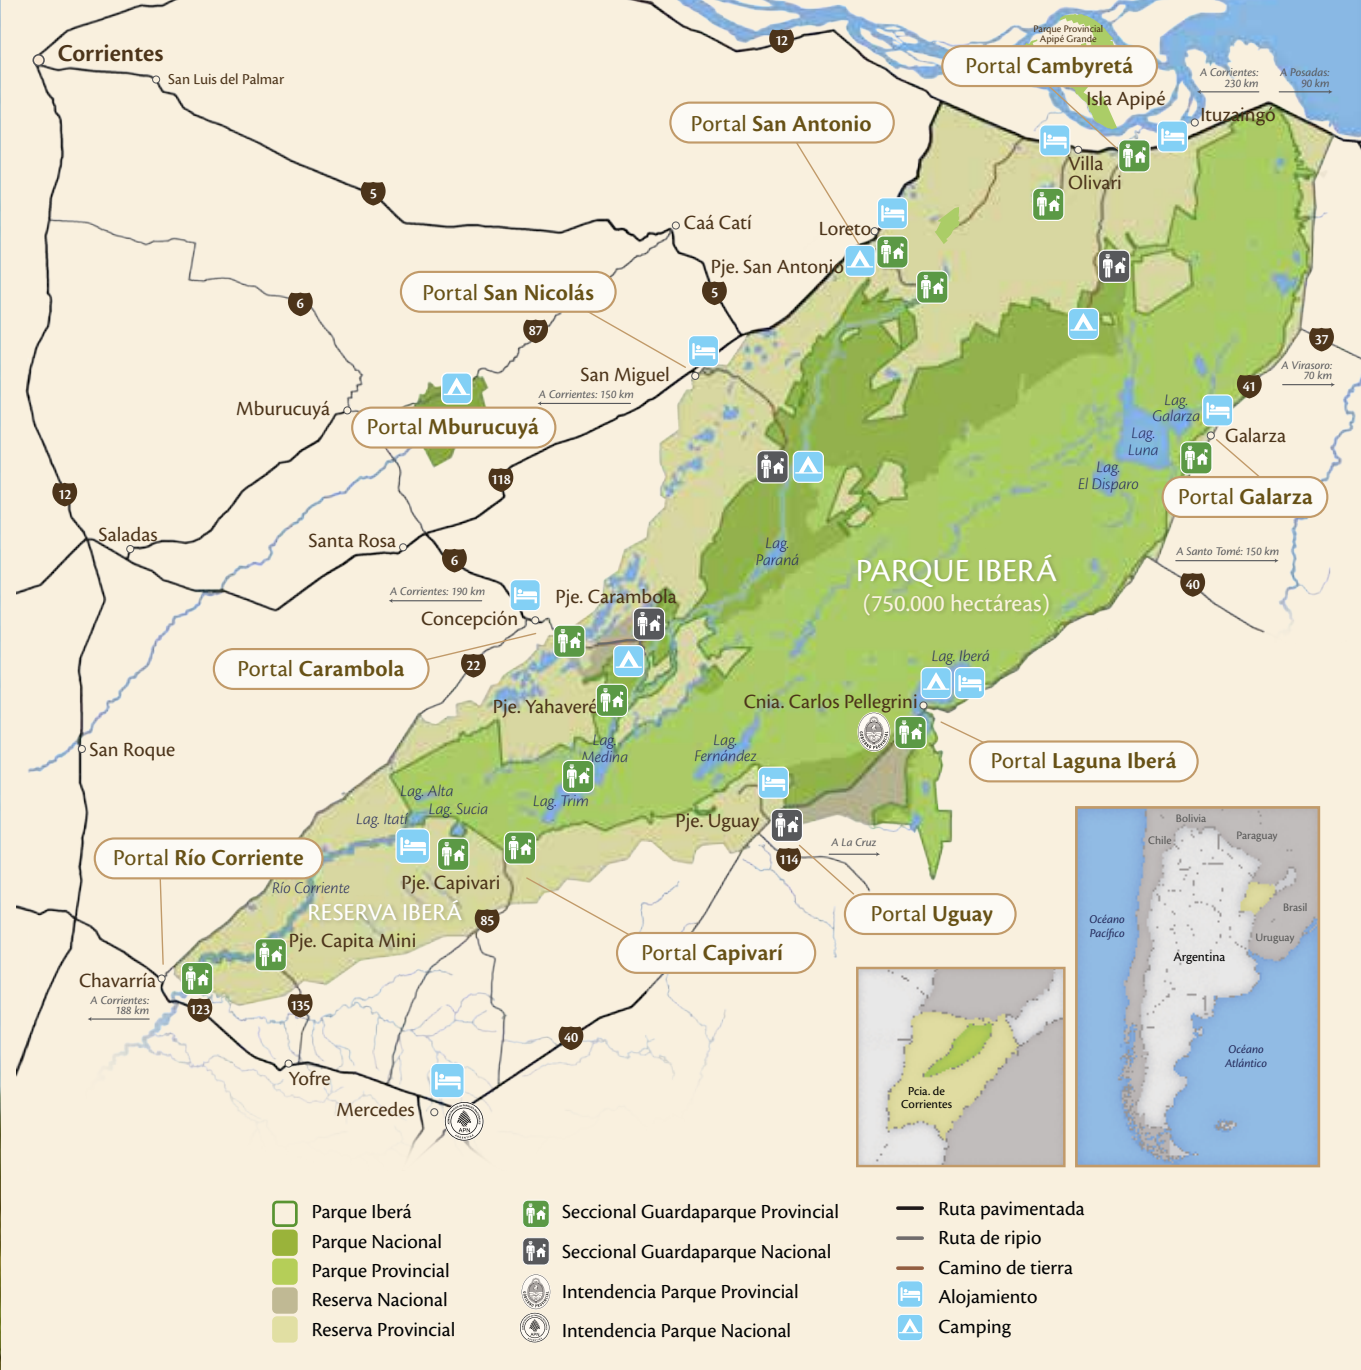 Parque Provincial
Apipé Grande
12
Corrientes
San Luis del Palmar
Portal Cambyretá
A Corrientes:
230 km
A Posadas:
90 km
Isla Apipé
Ituzaingó
Portal San Antonio
Villa
Olivari
5
Caá Catí
Loreto
Pje. San Antonio
Portal San Nicolás
5
6
87
37
San Miguel
A Virasoro:
70 km
41
A Corrientes: 150 km
Mburucuyá
Portal Mburucuyá
Lag.
Galarza
Lag.
Luna
Galarza
Lag.
El Disparo
118
12
Portal Galarza
Saladas
Santa Rosa
6
Lag.
Paraná
A Santo Tomé: 150 km
PARQUE IBERÁ
(750.000 hectáreas)
40
A Corrientes: 190 km
Pje. Carambola
Concepción
Portal Carambola
22
Lag. Iberá
Pje. Yahaveré
Cnia. Carlos Pellegrini
San Roque
Lag.
Medina
Lag.
Fernández
Portal Laguna Iberá
Lag. Alta
Lag. Sucia
Lag. Itatí
Lag. Trim
Pje. Uguay
A La Cruz
114
Portal Río Corriente
Río Corriente
Pje. Capivari
RESERVA IBERÁ
85
Portal Uguay
Pje. Capita Mini
Portal Capivarí
Chavarría
A Corrientes:
188 km
123
135
40
Yofre
Mercedes
APN
Bolivia
Chile
Paraguay
Brasil
Océano
Pacífico
Uruguay
Argentina
Océano
Atlántico
Pcia. de
Corrientes
Parque Iberá
Parque Nacional
Parque Provincial
Reserva Nacional
Reserva Provincial
Seccional Guardaparque Provincial
Seccional Guardaparque Nacional
Intendencia Parque Provincial
Intendencia Parque Nacional
APN
Ruta pavimentada
Ruta de ripio
Camino de tierra
Alojamiento
Camping